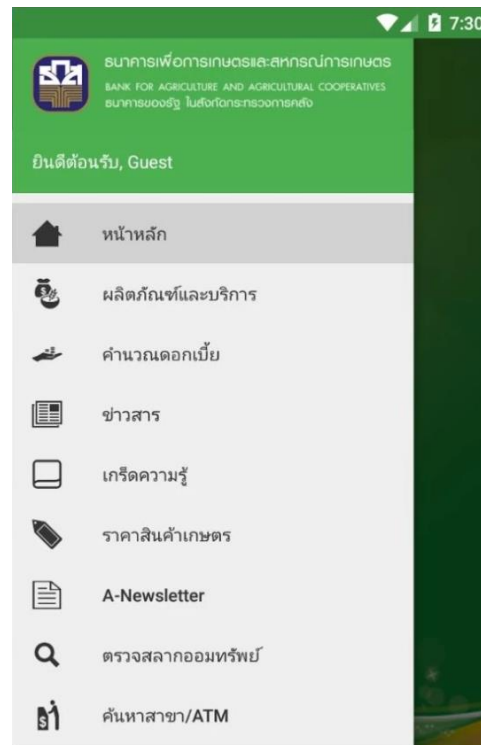 7:30
ธกส
ธนาคารเพื่อการเกษตรและสหกรณ์การเกษตร
BANK FOR AGRICULTURE AND AGRICULTURAL COOPERATIVES
ธนาคารของรัฐ ในสังกัดกระทรวงการคลัง
ยินดีต้อนรับ, Guest
หน้าหลัก
ผลิตภัณฑ์และบริการ
คำนวณดอกเบี้ย
ข่าวสาร
เกร็ดความรู้
ราคาสินค้าเกษตร
A-Newsletter
ตรวจสลากออมทรัพย์
ค้นหาสาขา/ATM